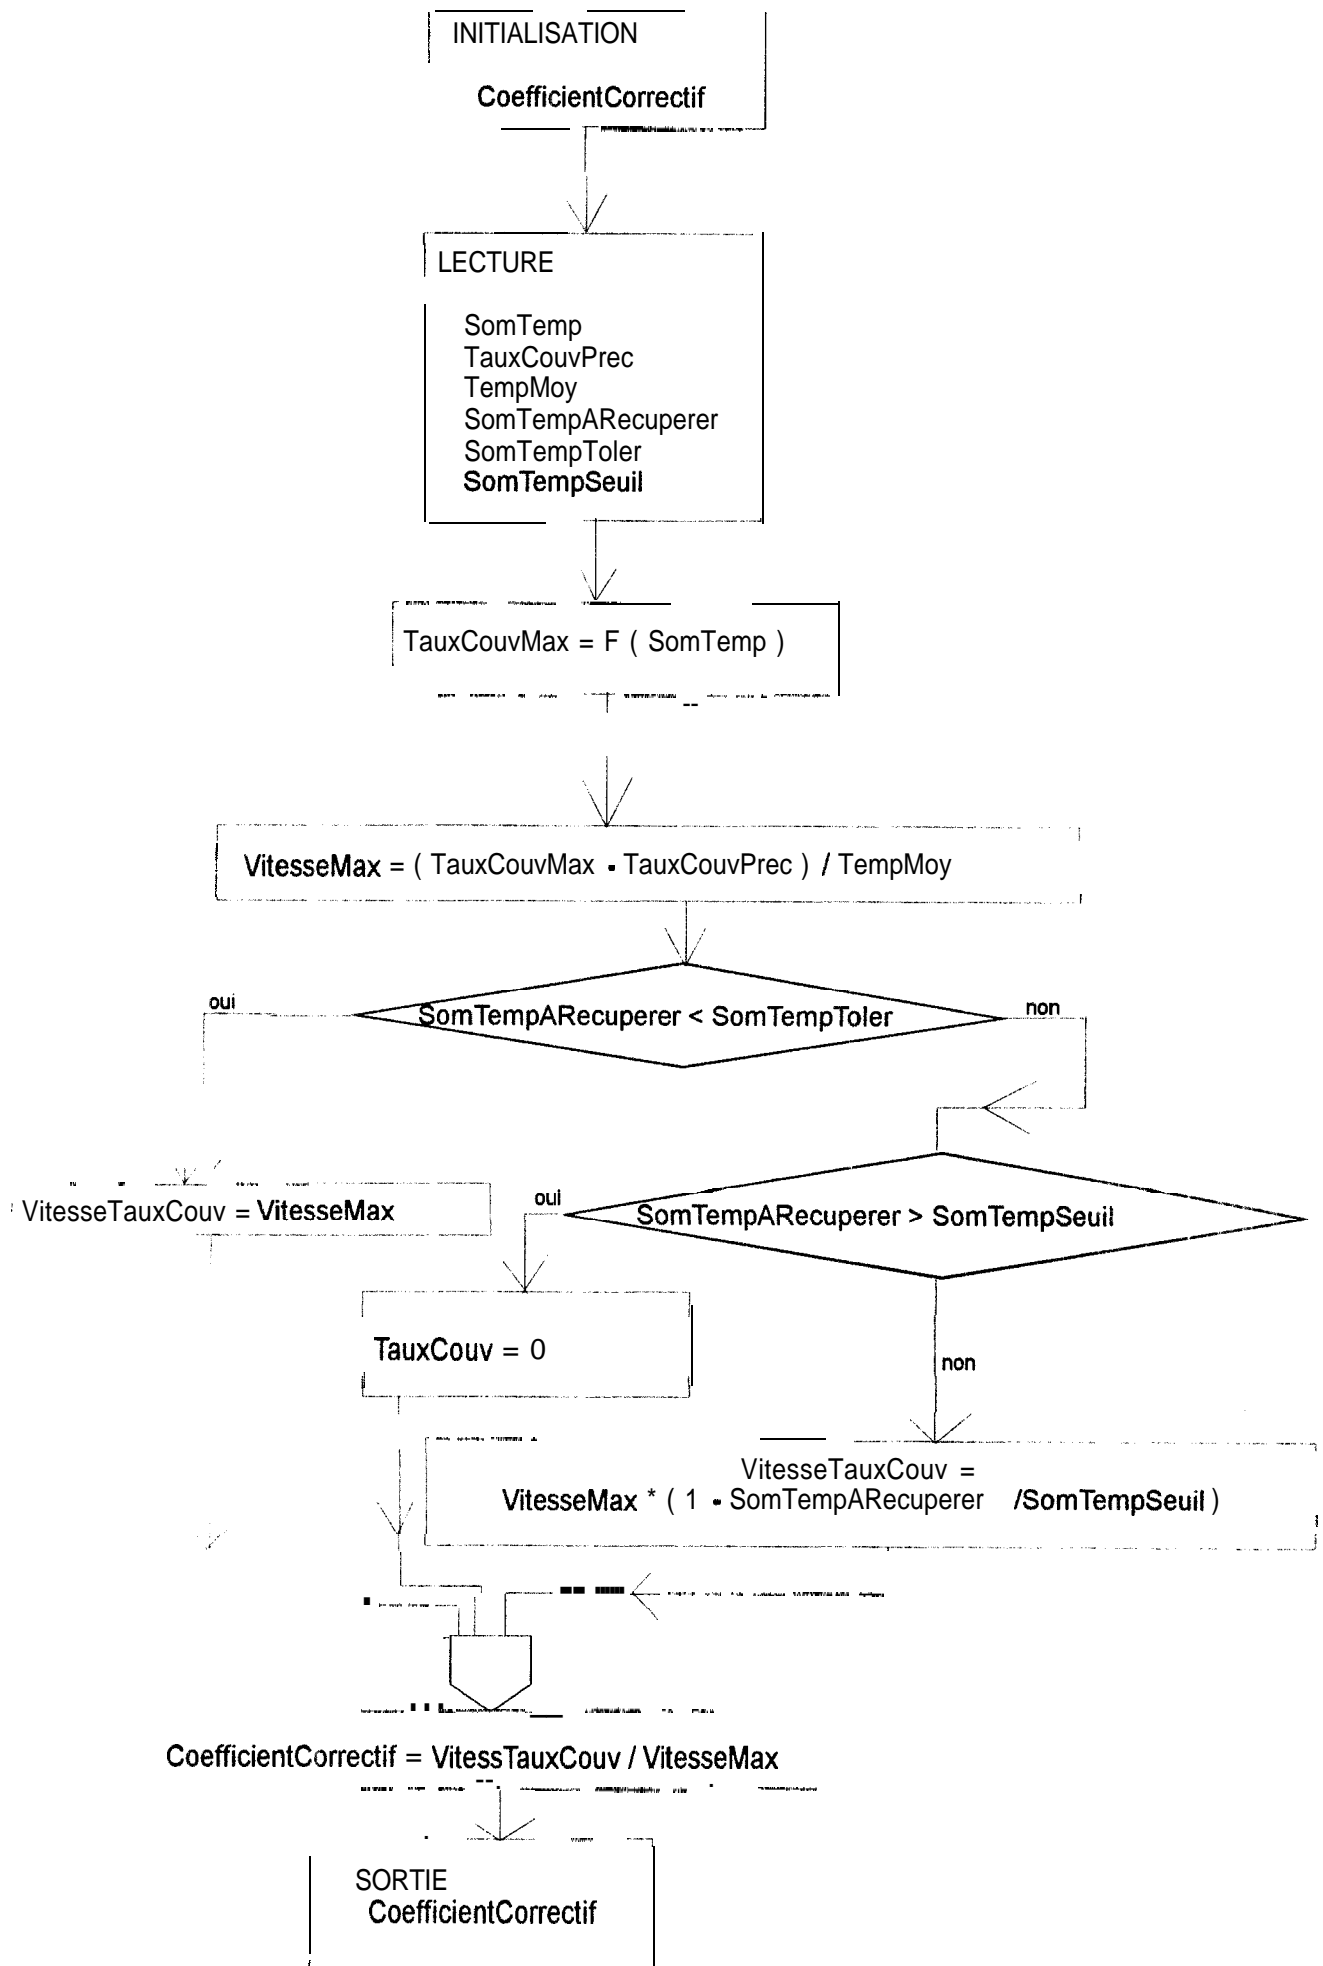 INITIALISATION
CoefficientCorrectif
LECTURE
SomTemp
TauxCouvPrec
TempMoy
SomTempARecuperer
SomTempToler
SomTempSeuil
TauxCouvMax = F ( SomTemp )
VitesseMax = ( TauxCouvMax - TauxCouvPrec ) / TempMoy
oui
SomTempARecuperer < SomTempToler
non
VitesseTauxCouv = VitesseMax
oui
SomTempARecuperer > SomTempSeuil
TauxCouv = 0
non
VitesseTauxCouv =
VitesseMax * ( 1 - SomTempARecuperer /SomTempSeuil )
CoefficientCorrectif = VitessTauxCouv / VitesseMax
SORTIE
CoefficientCorrectif